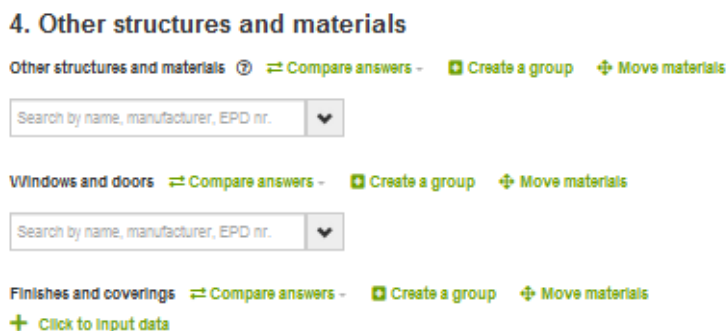 4. Other structures and materials
Other structures and materials ? Compare answers Create a group Move materials
Search by name, manufacturer, EPD nr.
Windows and doors Compare answers Create a group Move materials
Search by name, manufacturer, EPD nr.
Finishes and coverings Compare answers Create a group Move materials
+ Click to input data